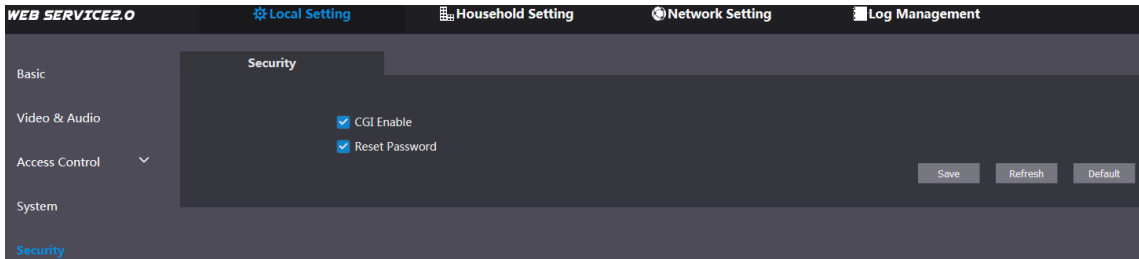 WEB SERVICE2.0 Local Setting Household Setting Network Setting Log Management
Basic
Video & Audio
Access Control
System
Security
Security
CGI Enable
Reset Password
Save Refresh Default